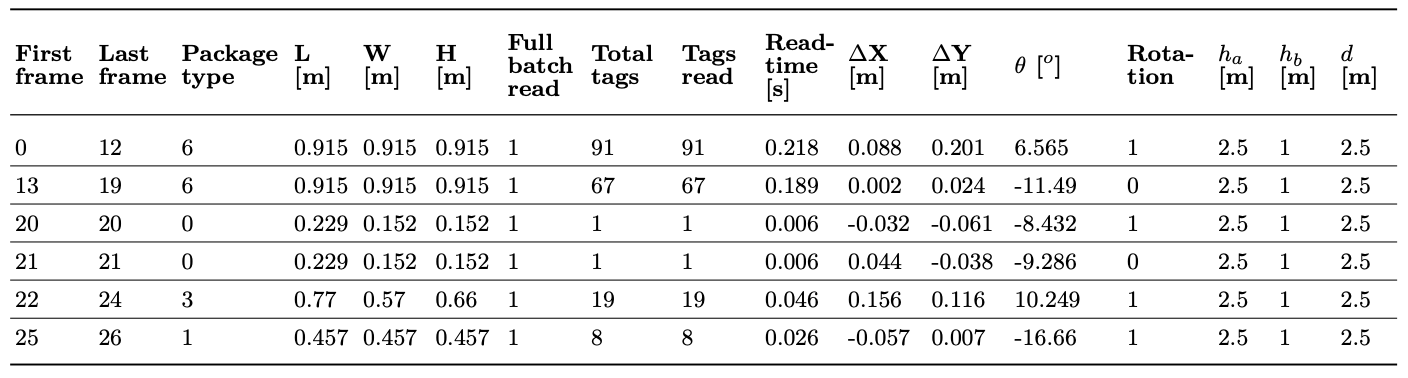 First frame Last frame Package type L [m] W [m] H [m] Full batch read Total tags Tags read Read-time [s] ΔX [m] ΔY [m] θ [°] Rota-tion h_a [m] h_b [m] d [m]
0 12 6 0.915 0.915 0.915 1 91 91 0.218 0.088 0.201 6.565 1 2.5 1 2.5
13 19 6 0.915 0.915 0.915 1 67 67 0.189 0.002 0.024 -11.49 0 2.5 1 2.5
20 20 0 0.229 0.152 0.152 1 1 1 0.006 -0.032 -0.061 -8.432 1 2.5 1 2.5
21 21 0 0.229 0.152 0.152 1 1 1 0.006 0.044 -0.038 -9.286 0 2.5 1 2.5
22 24 3 0.77 0.57 0.66 1 19 19 0.046 0.156 0.116 10.249 1 2.5 1 2.5
25 26 1 0.457 0.457 0.457 1 8 8 0.026 -0.057 0.007 -16.66 1 2.5 1 2.5